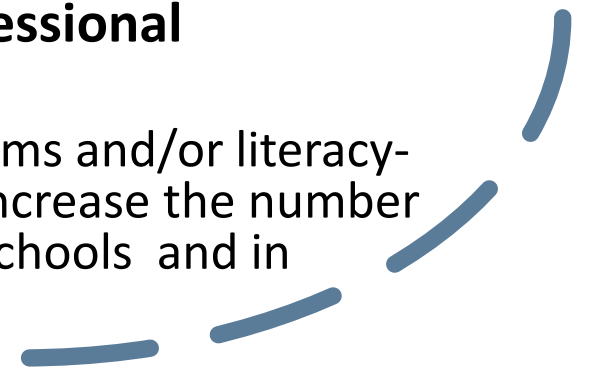 essional
ms and/or literacy-
ncrease the number
chools  and in